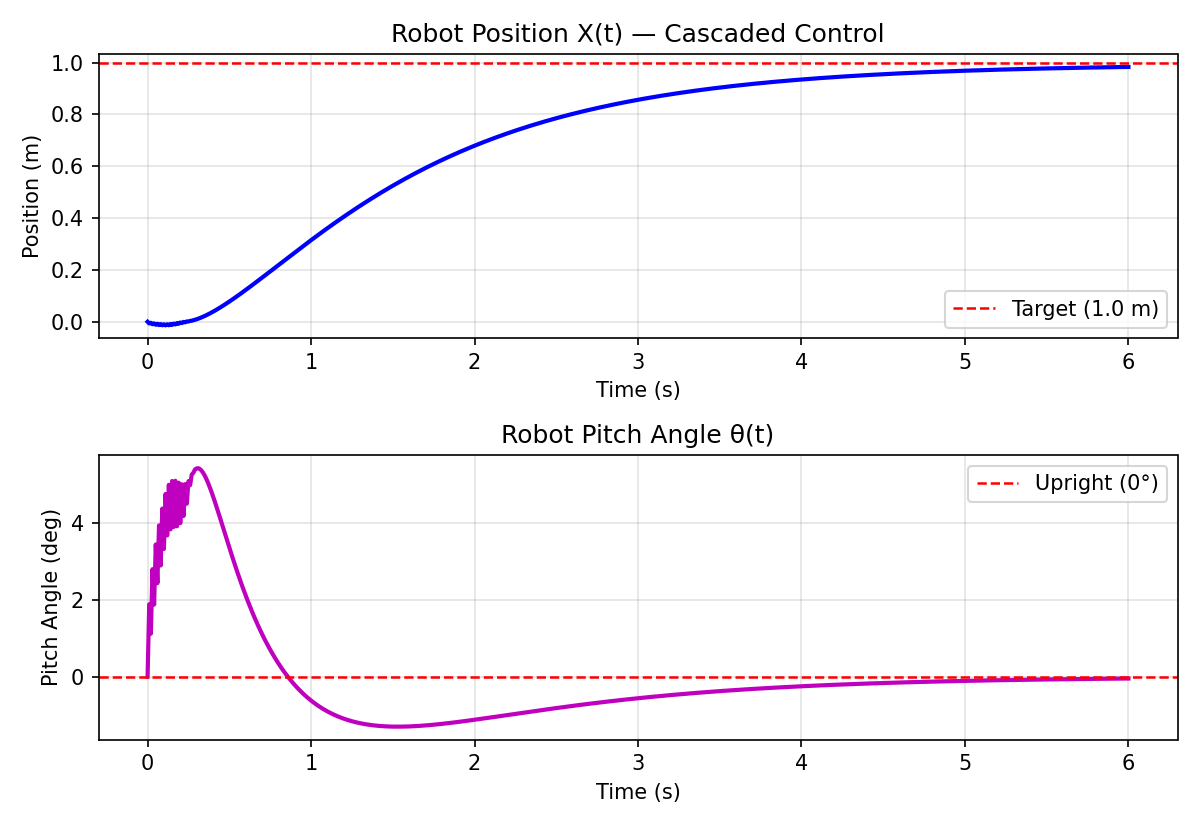 Robot Position X(t) — Cascaded Control
Position (m)
1.0
0.8
0.6
0.4
0.2
0.0
Target (1.0 m)
0 1 2 3 4 5 6
Time (s)
Robot Pitch Angle θ(t)
Pitch Angle (deg)
4
2
0
Upright (0°)
0 1 2 3 4 5 6
Time (s)